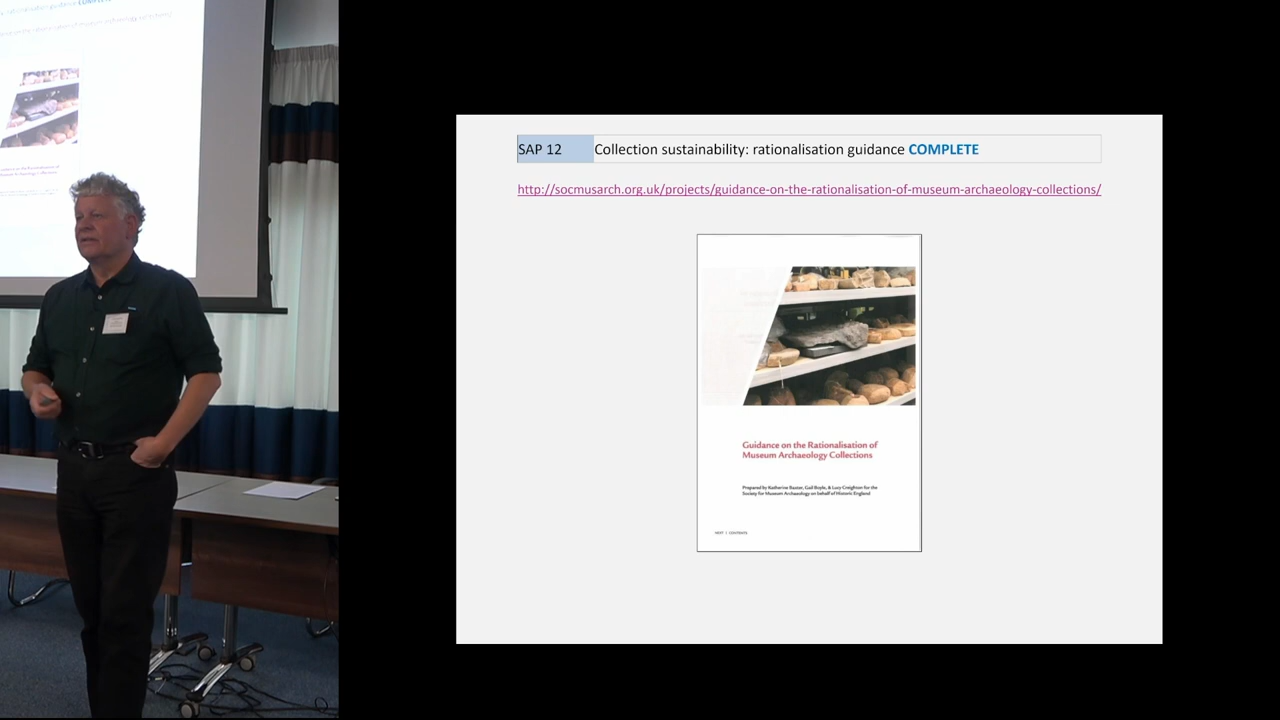 SAP 12 Collection sustainability: rationalisation guidance COMPLETE
http://socmusarch.org.uk/projects/guidance-on-the-rationalisation-of-museum-archaeology-collections/
Guidance on the Rationalisation of
Museum Archaeology Collections
Prepared by Katherine Baxter, Gail Boyle, & Lucy Creighton for the
Society for Museum Archaeology on behalf of Historic England
NEXT | CONTENTS